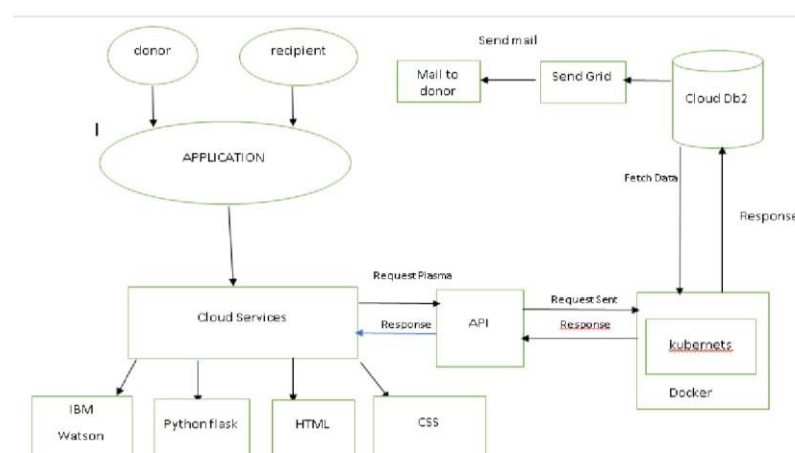 donor
recipient
Send mail
Mail to
donor
Send Grid
Cloud Db2
APPLICATION
Fetch Data
Response
Request Plasma
Cloud Services
Response
API
Request Sent
Response
kubernets
Docker
IBM
Watson
Python flask
HTML
CSS